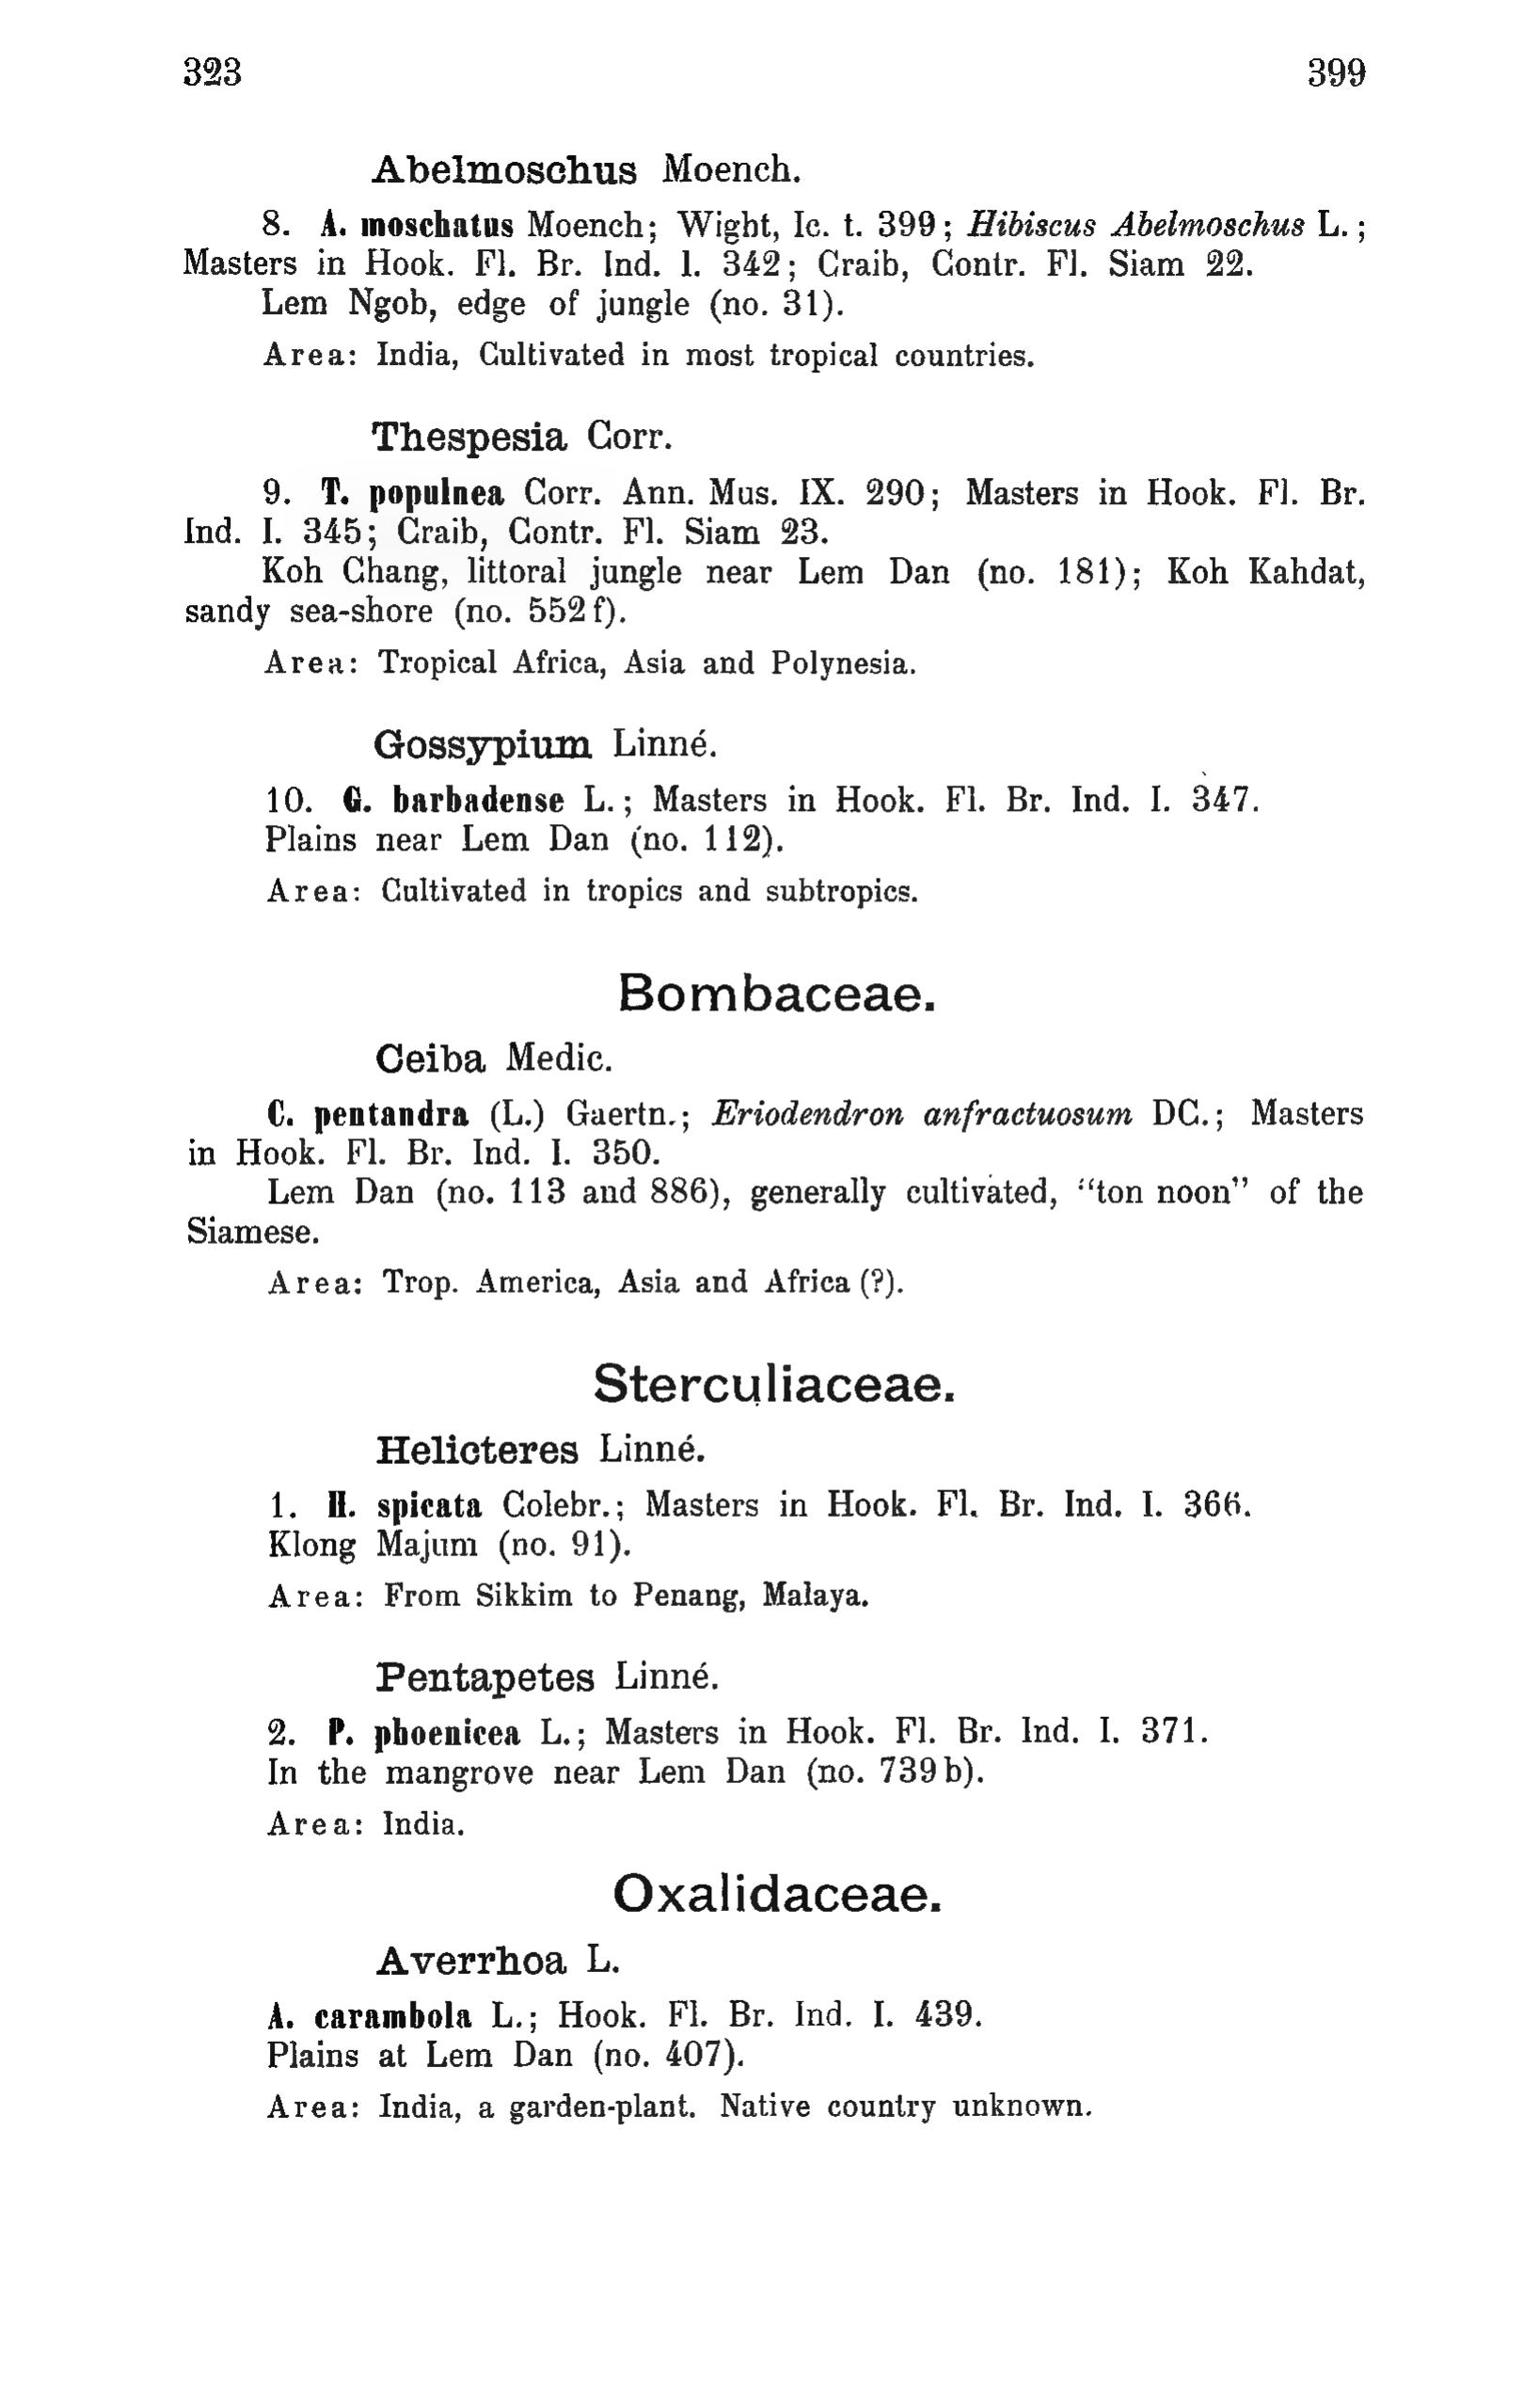 323 399
Abelmoschus Moench.
8. A. moschatus Moench; Wight, Ic. t. 399; Hibiscus Abelmoschus L.;
Masters in Hook. Fl. Br. Ind. I. 342; Craib, Contr. Fl. Siam 22.
Lem Ngob, edge of jungle (no. 31).
Area: India, Cultivated in most tropical countries.
Thespesia Corr.
9. T. populnea Corr. Ann. Mus. IX. 290; Masters in Hook. Fl. Br.
Ind. I. 345; Craib, Contr. Fl. Siam 23.
Koh Chang, littoral jungle near Lem Dan (no. 181); Koh Kahdat,
sandy sea-shore (no. 552 f).
Area: Tropical Africa, Asia and Polynesia.
Gossypium Linné.
10. G. barbadense L.; Masters in Hook. Fl. Br. Ind. I. 347.
Plains near Lem Dan (no. 112).
Area: Cultivated in tropics and subtropics.
Bombaceae.
Ceiba Medic.
C. pentandra (L.) Gaertn.; Eriodendron anfractuosum DC.; Masters
in Hook. Fl. Br. Ind. I. 350.
Lem Dan (no. 113 and 886), generally cultivated, "ton noon" of the
Siamese.
Area: Trop. America, Asia and Africa (?).
Sterculiaceae.
Helicteres Linné.
1. H. spicata Colebr.; Masters in Hook. Fl. Br. Ind. I. 366.
Klong Majum (no. 91).
Area: From Sikkim to Penang, Malaya.
Pentapetes Linné.
2. P. phoenicea L.; Masters in Hook. Fl. Br. Ind. I. 371.
In the mangrove near Lem Dan (no. 739 b).
Area: India.
Oxalidaceae.
Averrhoa L.
A. carambola L.; Hook. Fl. Br. Ind. I. 439.
Plains at Lem Dan (no. 407).
Area: India, a garden-plant. Native country unknown.